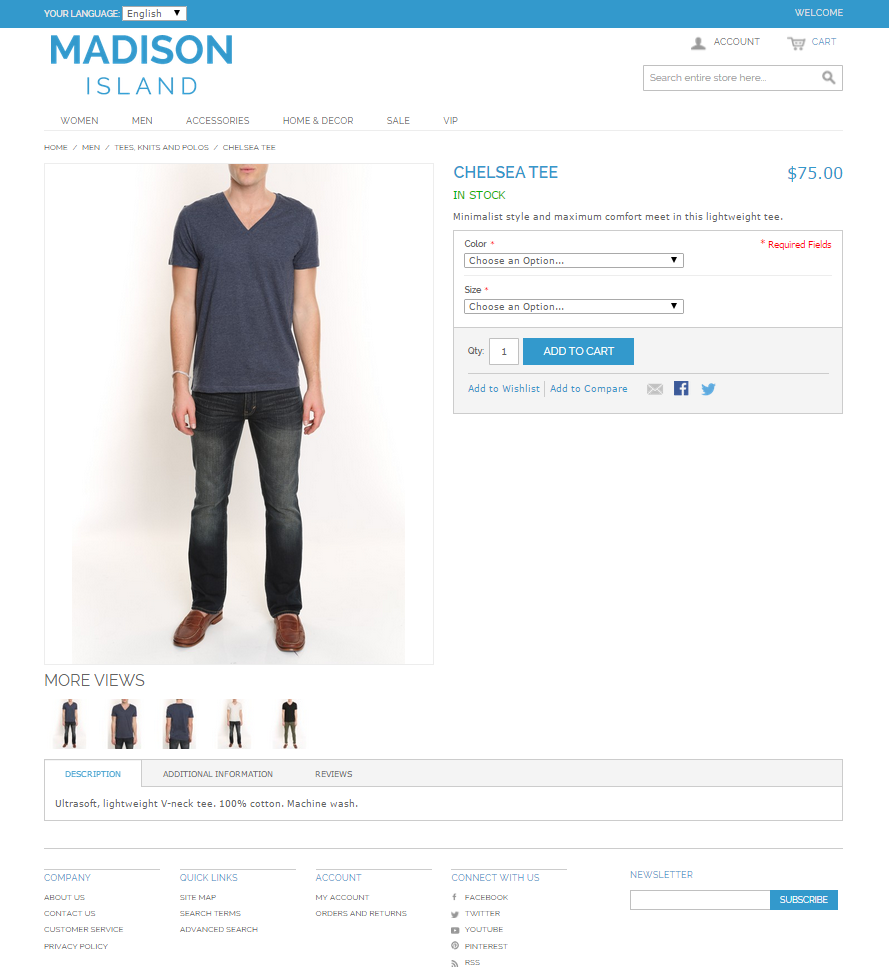 YOUR LANGUAGE: English
WELCOME
MADISON
ISLAND
ACCOUNT CART
Search entire store here...
WOMEN MEN ACCESSORIES HOME & DECOR SALE VIP
HOME / MEN / TEES, KNITS AND POLOS / CHELSEA TEE
CHELSEA TEE $75.00
IN STOCK
Minimalist style and maximum comfort meet in this lightweight tee.
Color * * Required Fields
Choose an Option...
Size *
Choose an Option...
Qty: 1 ADD TO CART
Add to Wishlist Add to Compare
MORE VIEWS
DESCRIPTION ADDITIONAL INFORMATION REVIEWS
Ultrasoft, lightweight V-neck tee. 100% cotton. Machine wash.
COMPANY
ABOUT US
CONTACT US
CUSTOMER SERVICE
PRIVACY POLICY
QUICK LINKS
SITE MAP
SEARCH TERMS
ADVANCED SEARCH
ACCOUNT
MY ACCOUNT
ORDERS AND RETURNS
CONNECT WITH US
FACEBOOK
TWITTER
YOUTUBE
PINTEREST
RSS
NEWSLETTER
SUBSCRIBE